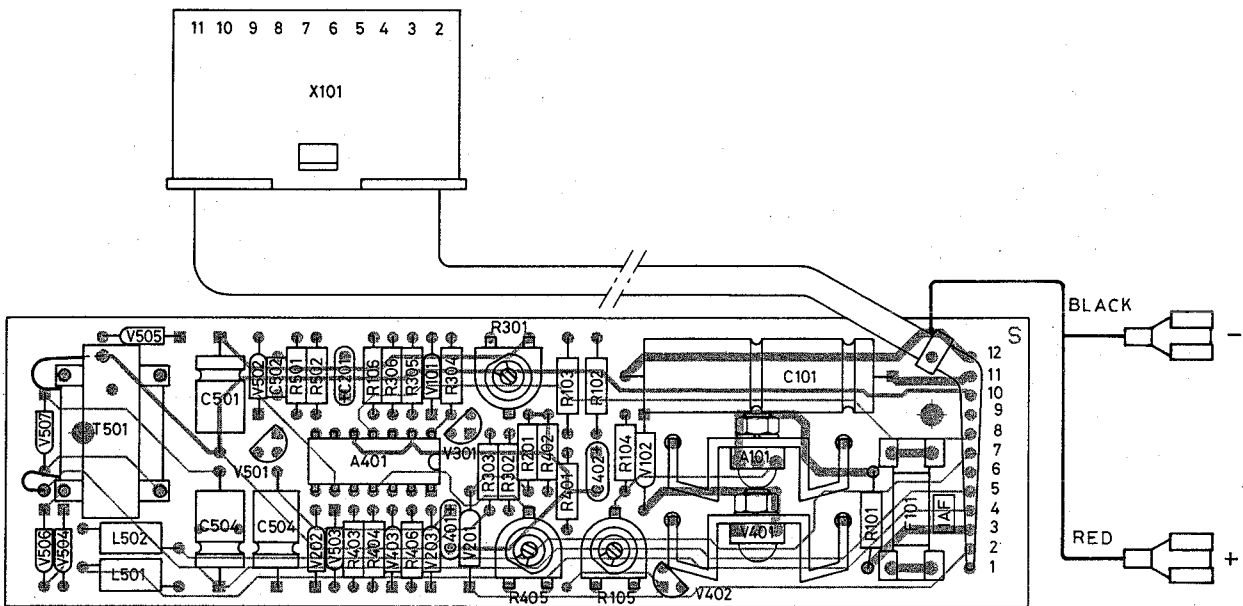 11 10 9 8 7 6 5 4 3 2
X101
BLACK
-
RED
+
S
12
11
10
9
8
7
6
5
4
3
2
1
V505
R301
C501
V502
C502
R501
R502
C201
R106
R306
R305
V101
R304
R103
R102
C101
V507
T501
V501
A401
V301
R303
R302
R201
R402
R401
C402
R104
V102
A101
V401
R101
F101
AF
C504
C504
V506
V504
L502
L501
V202
V503
R403
R404
V403
R406
V203
C401
V201
R405
R105
V402